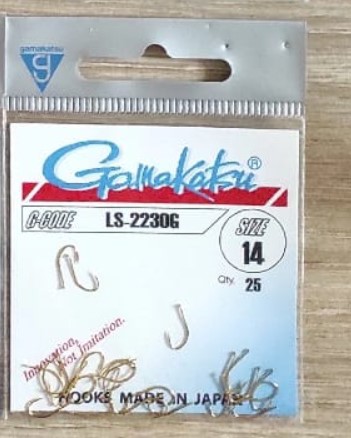 gamakatsu
G
Gamakatsu®
G-CODE LS-2230G
SIZE
14
Qty. 25
Innovation,
Not Imitation.
HOOKS MADE IN JAPAN